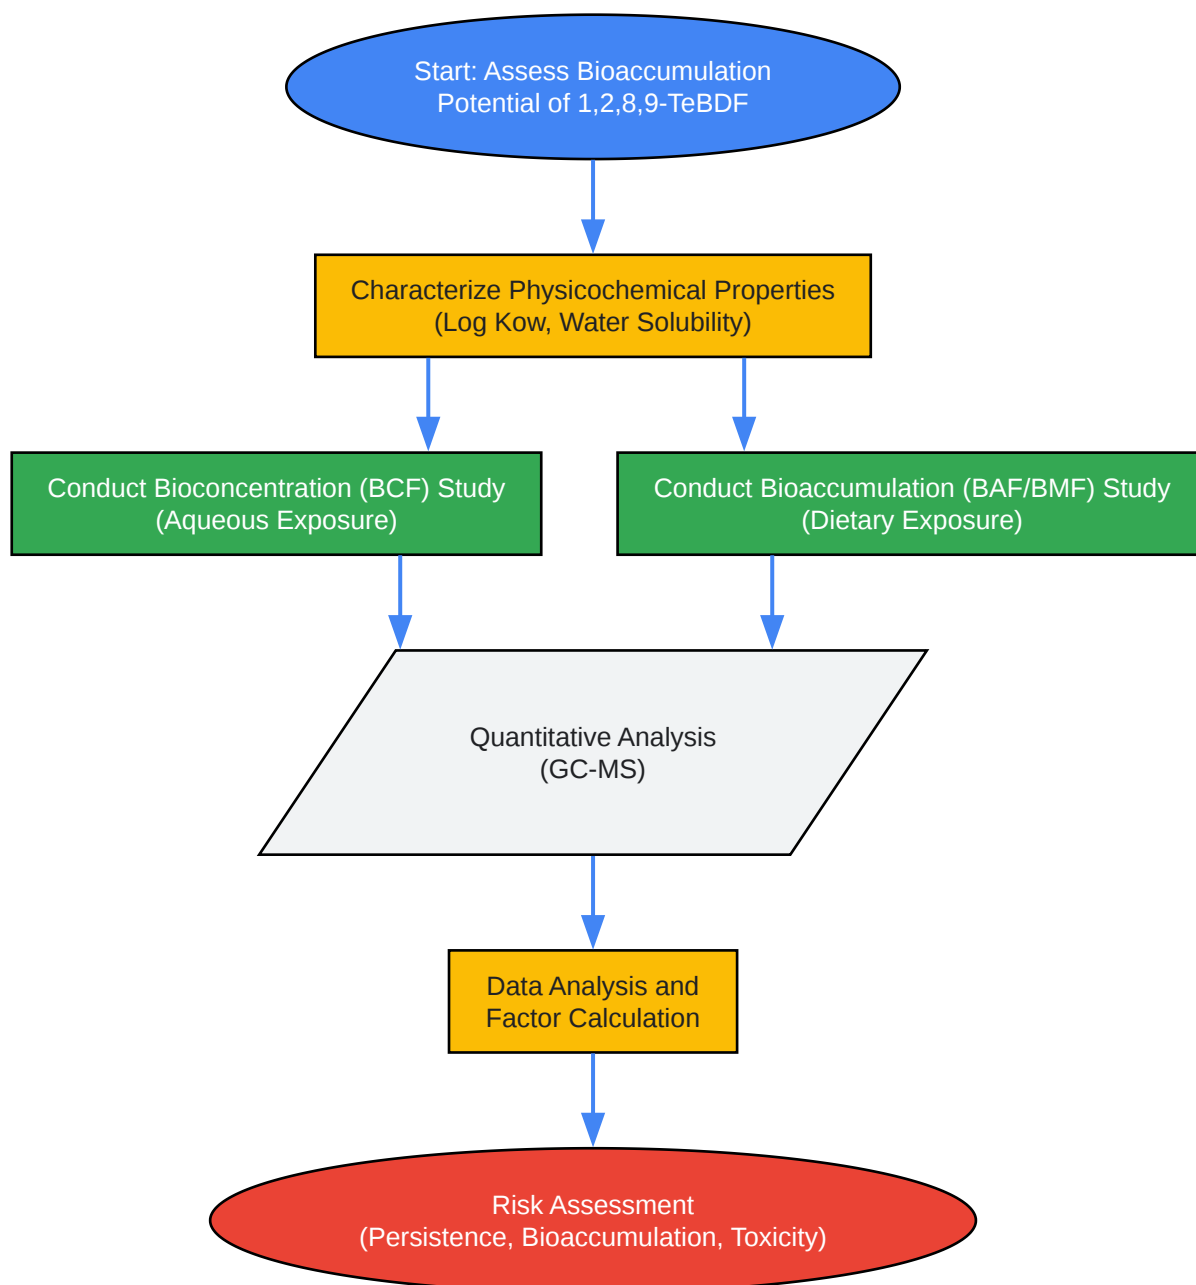 Start: Assess Bioaccumulation
Potential of 1,2,8,9-TeBDF
Characterize Physicochemical Properties
(Log Kow, Water Solubility)
Conduct Bioconcentration (BCF) Study
(Aqueous Exposure)
Conduct Bioaccumulation (BAF/BMF) Study
(Dietary Exposure)
Quantitative Analysis
(GC-MS)
Data Analysis and
Factor Calculation
Risk Assessment
(Persistence, Bioaccumulation, Toxicity)